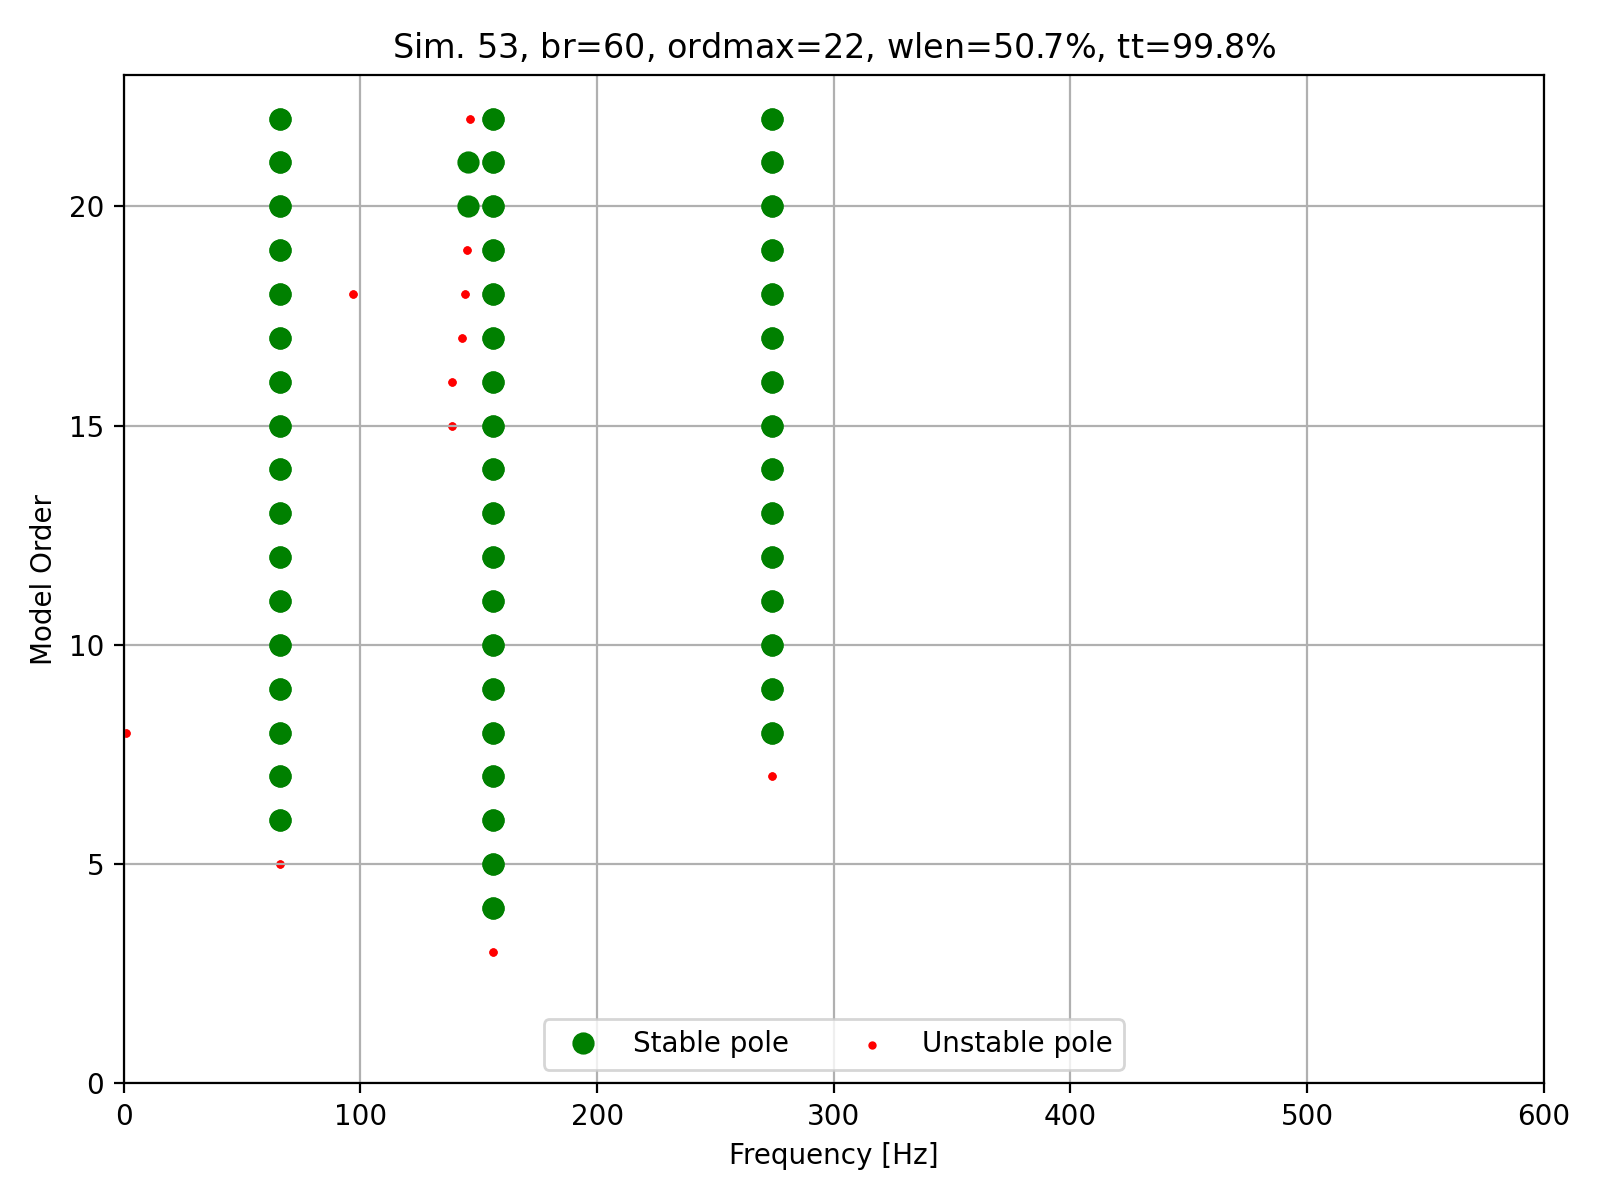 Sim. 53, br=60, ordmax=22, wlen=50.7%, tt=99.8%
20
15
10
5
0
Model Order
Stable pole
Unstable pole
0 100 200 300 400 500 600
Frequency [Hz]